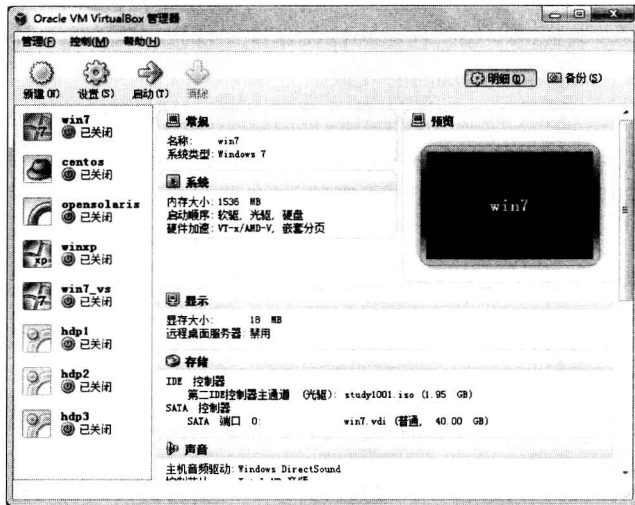 Oracle VM VirtualBox 管理器
管理(F) 控制(M) 帮助(H)
新建(N) 设置(S) 启动(T) 清除
明细(D) 备份(S)
win7
已关闭
centos
已关闭
opensolaris
已关闭
winxp
已关闭
win7_vs
已关闭
hdp1
已关闭
hdp2
已关闭
hdp3
已关闭
常规
名称: win7
系统类型: Windows 7
系统
内存大小: 1536 MB
启动顺序: 软驱, 光驱, 硬盘
硬件加速: VT-x/AMD-V, 嵌套分页
预览
win7
显示
显存大小: 18 MB
远程桌面服务器: 禁用
存储
IDE 控制器
第二IDE控制器主通道 (光驱): study1001.iso (1.95 GB)
SATA 控制器
SATA 端口 0: win7.vdi (普通, 40.00 GB)
声音
主机音频驱动: Windows DirectSound